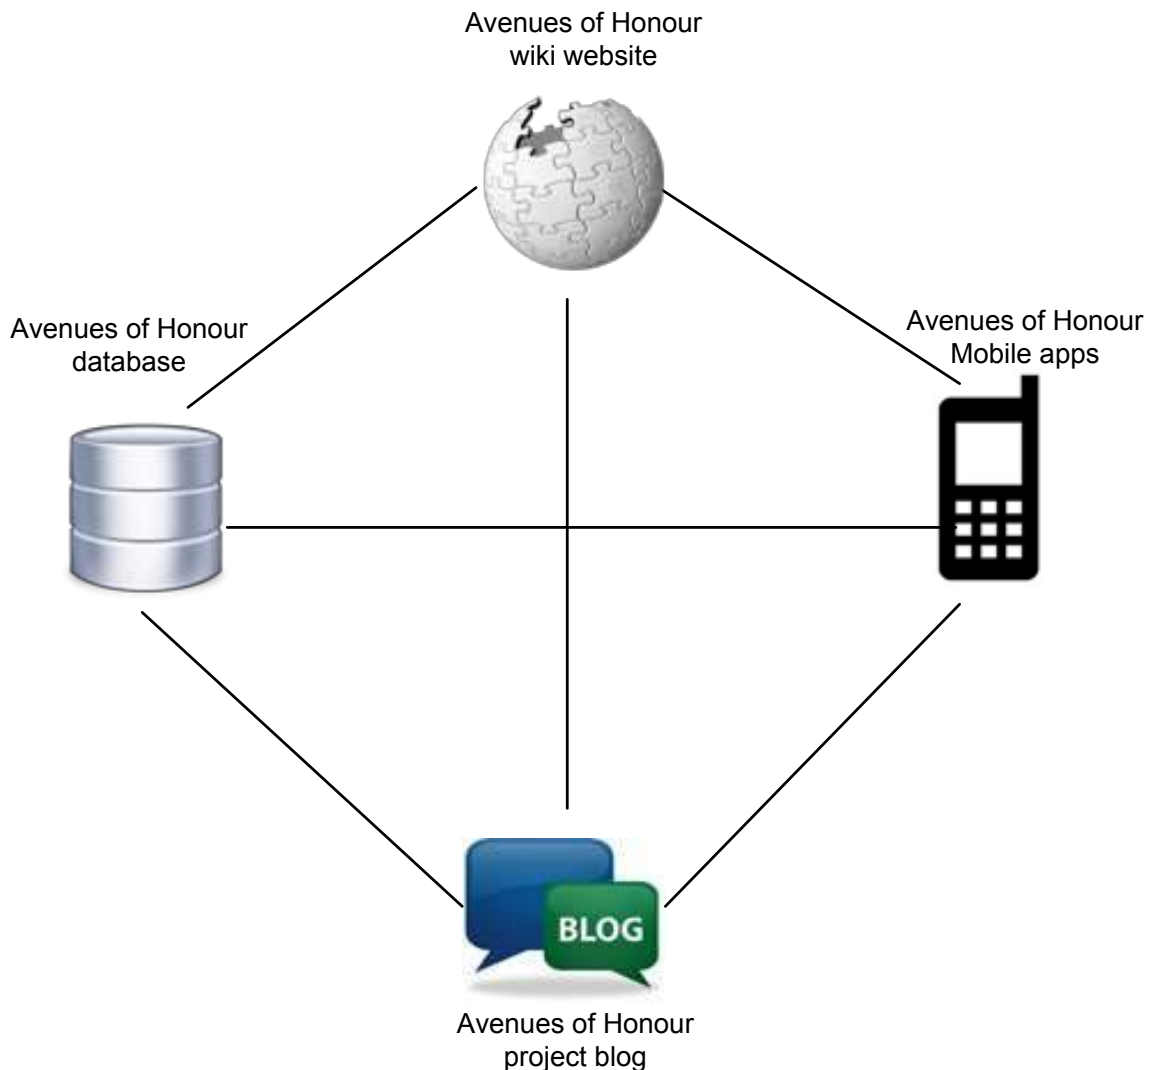 Avenues of Honour
wiki website
Avenues of Honour
database
Avenues of Honour
Mobile apps
BLOG
Avenues of Honour
project blog